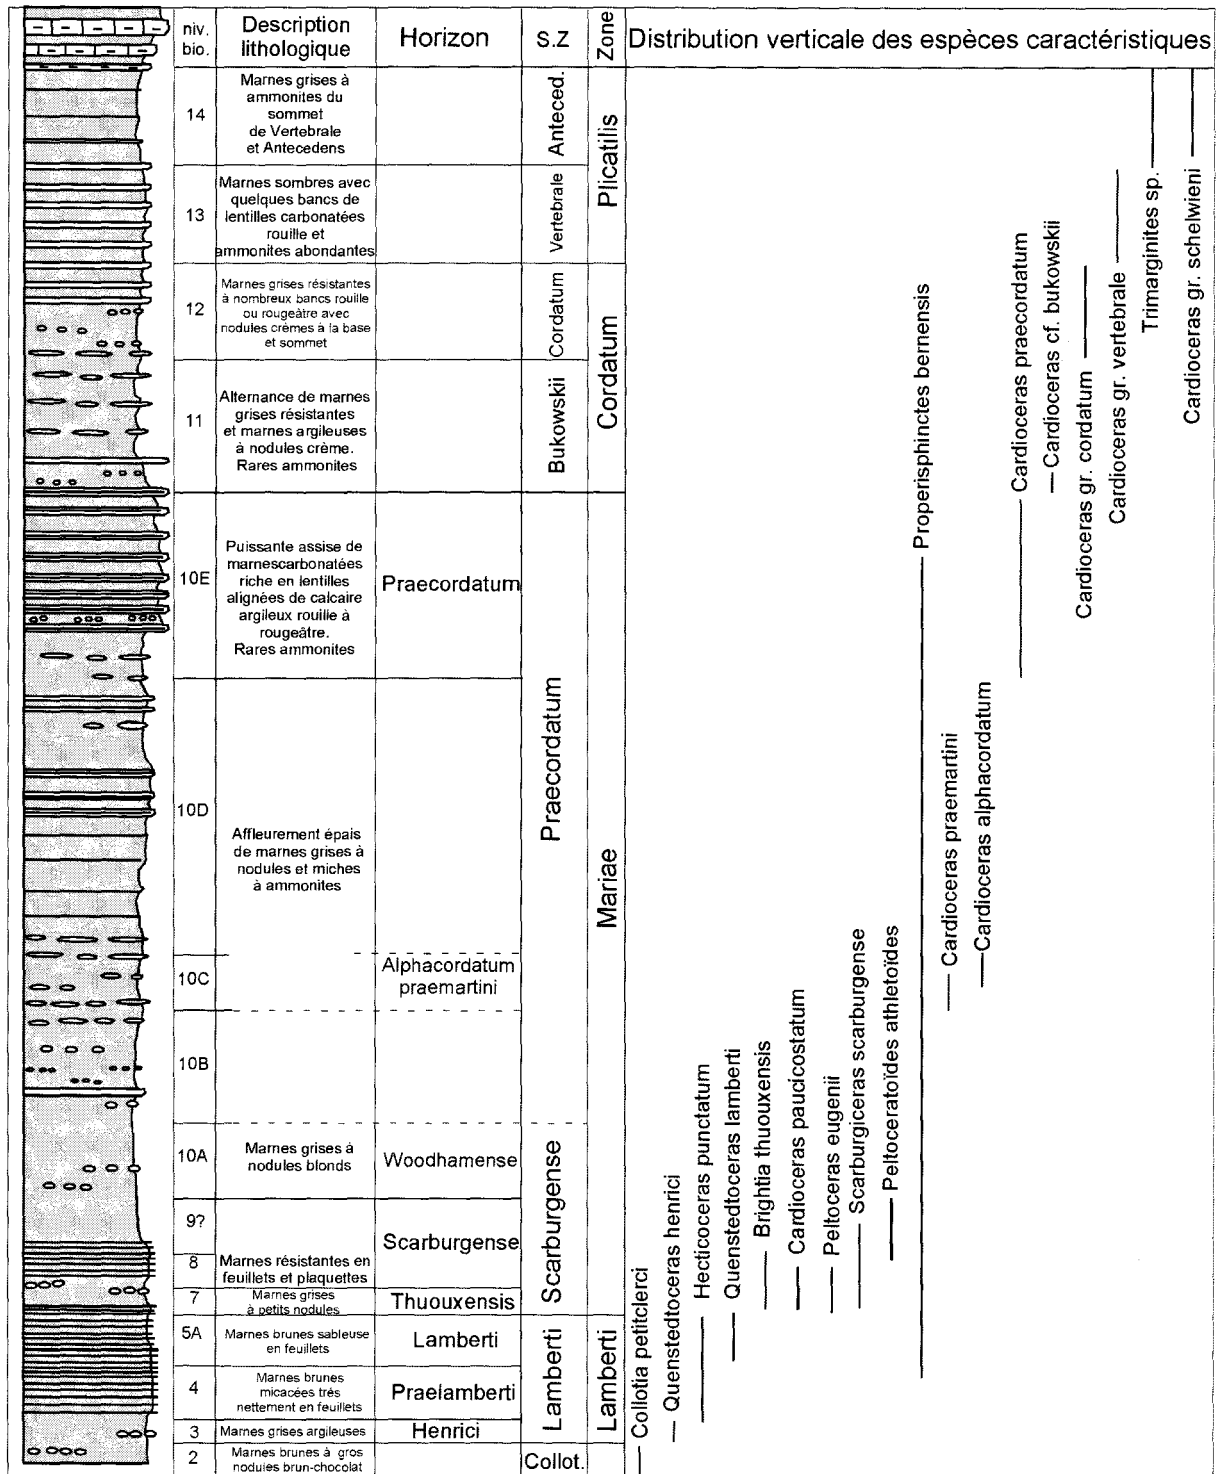 niv.
bio.
Description
lithologique
Horizon
S.Z
Zone
Distribution verticale des espèces caractéristiques
14
Marnes grises à
ammonites du
sommet
de Vertebrale
et Antecedens
Anteced.
Plicatilis
13
Marnes sombres avec
quelques bancs de
lentilles carbonatées
rouille et
ammonites abondantes
Vertebrale
12
Marnes grises résistantes
à nombreux bancs rouille
ou rougeâtre avec
nodules crèmes à la base
et sommet
Cordatum
Cordatum
11
Alternance de marnes
grises résistantes
et marnes argileuses
à nodules crème.
Rares ammonites
Bukowskii
10E
Puissante assise de
marnescarbonatées
riche en lentilles
alignées de calcaire
argileux rouille à
rougeâtre.
Rares ammonites
Praecordatum
Praecordatum
Mariae
10D
Affleurement épais
de marnes grises à
nodules et miches
à ammonites
10C
Alphacordatum
praemartini
10B
10A
Marnes grises à
nodules blonds
Woodhamense
Scarburgense
9?
Scarburgense
8
Marnes résistantes en
feuillets et plaquettes
7
Marnes grises
à petits nodules
Thuouxensis
5A
Marnes brunes sableuse
en feuillets
Lamberti
Lamberti
Lamberti
4
Marnes brunes
micacées trés
nettement en feuillets
Praelamberti
3
Marnes grises argileuses
Henrici
2
Marnes brunes à gros
nodules brun-chocolat
Collot.
Collotia petitclerci
Quenstedtoceras henrici
Hecticoceras punctatum
Quenstedtoceras lamberti
Brightia thuouxensis
Cardioceras paucicostatum
Peltoceras eugenii
Scarburgiceras scarburgense
Peltoceratoïdes athletoïdes
Properisphinctes bernensis
Cardioceras praemartini
Cardioceras alphacordatum
Cardioceras praecordatum
Cardioceras cf. bukowskii
Cardioceras gr. cordatum
Cardioceras gr. vertebrale
Trimarginites sp.
Cardioceras gr. schelwieni